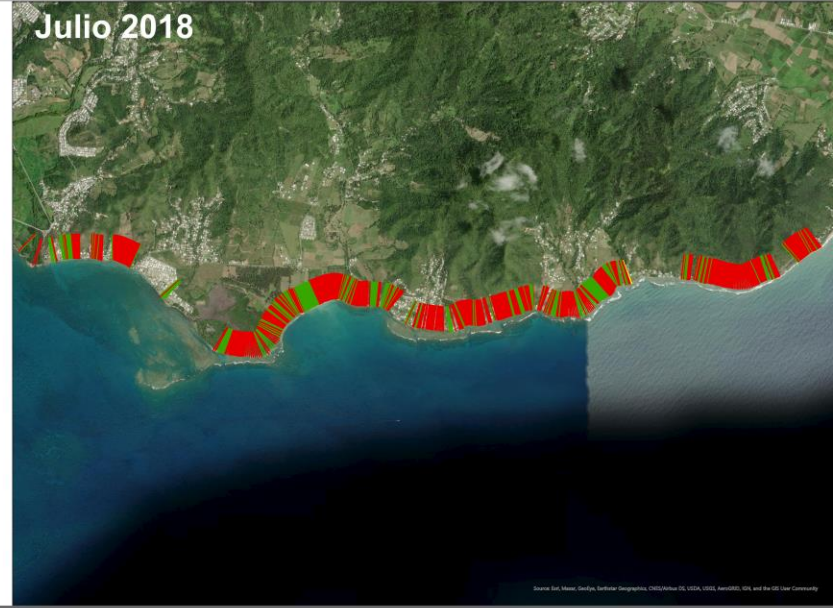 Julio 2018
Source: Esri, Maxar, GeoEye, Earthstar Geographics, CNES/Airbus DS, USDA, USGS, AeroGRID, IGN, and the GIS User Community